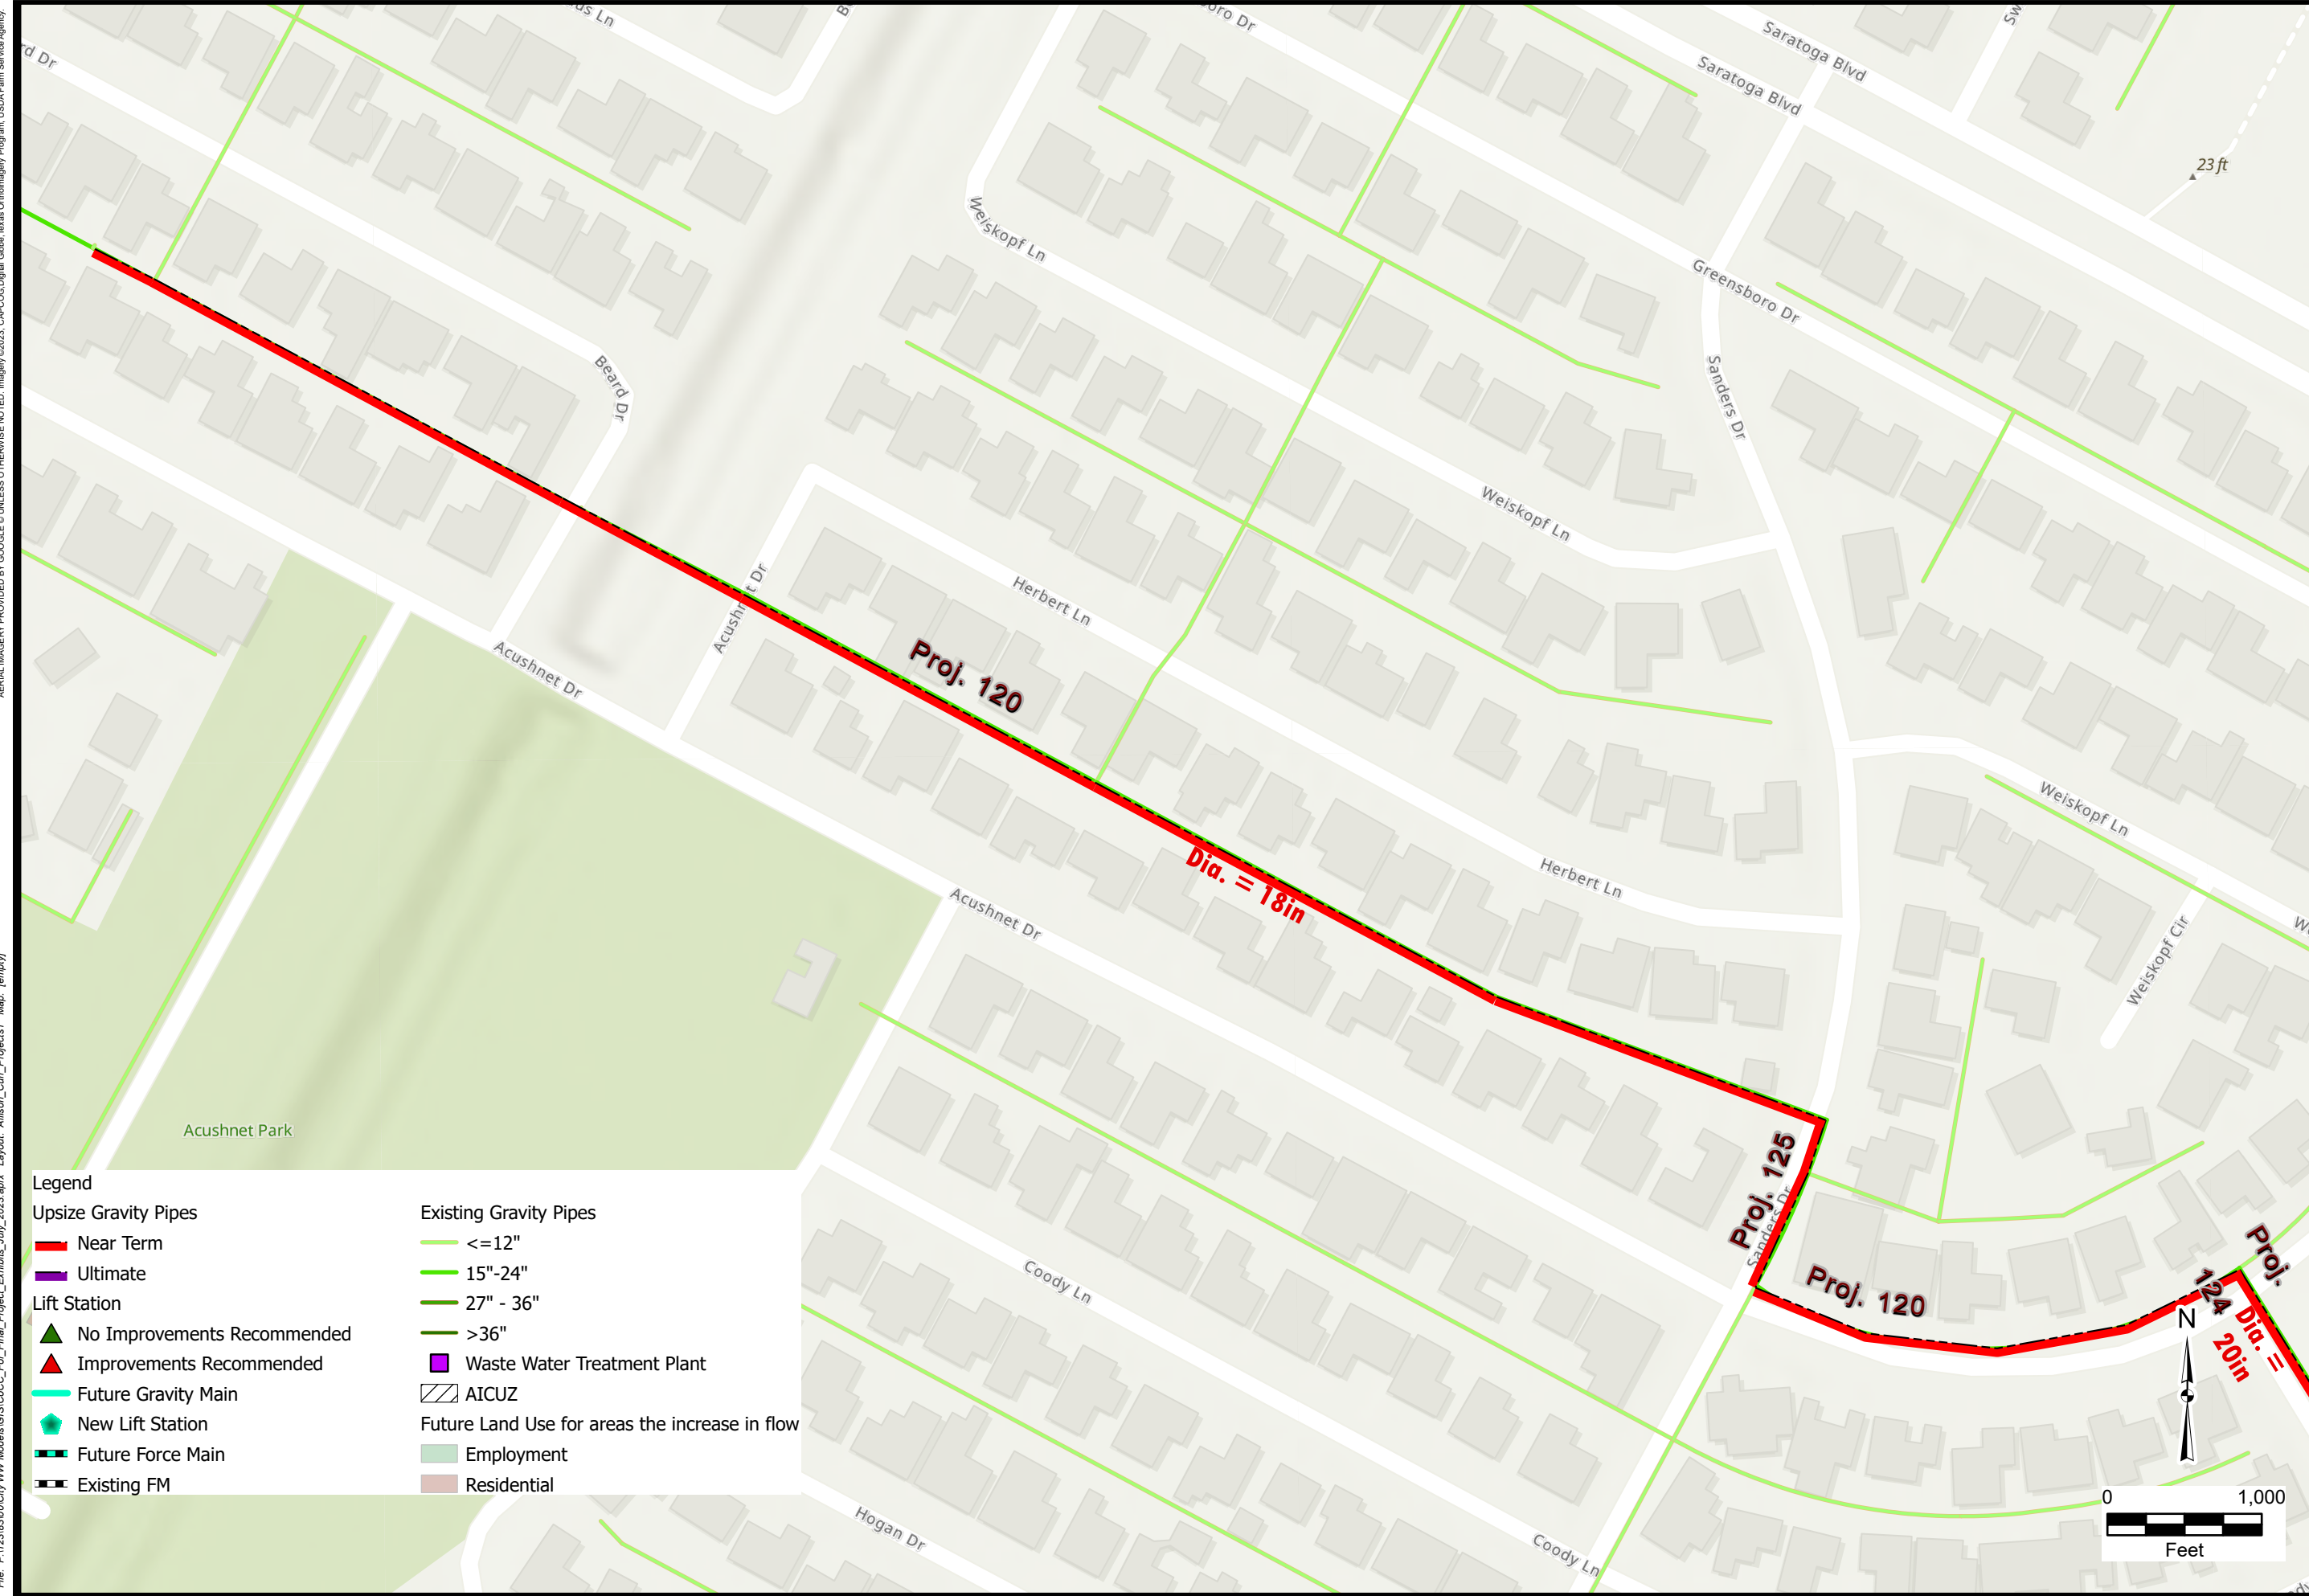 Saratoga Blvd
Saratoga Blvd
23 ft
Weiskopf Ln
Greensboro Dr
Beard Dr
Sanders Dr
Weiskopf Ln
Acushnet Dr
Herbert Ln
Acushnet Dr
Proj. 120
Weiskopf Ln
Dia. = 18in
Herbert Ln
Acushnet Dr
Weiskopf Cir
Acushnet Park
Proj. 125
Sanders Dr
Proj. 120
Proj.
124
Dia. =
20in
Coody Ln
Hogan Dr
Coody Ln
N
0 1,000
Feet
Legend
Upsize Gravity Pipes
Near Term
Ultimate
Lift Station
No Improvements Recommended
Improvements Recommended
Future Gravity Main
New Lift Station
Future Force Main
Existing FM
Existing Gravity Pipes
<=12"
15"-24"
27" - 36"
>36"
Waste Water Treatment Plant
AICUZ
Future Land Use for areas the increase in flow
Employment
Residential